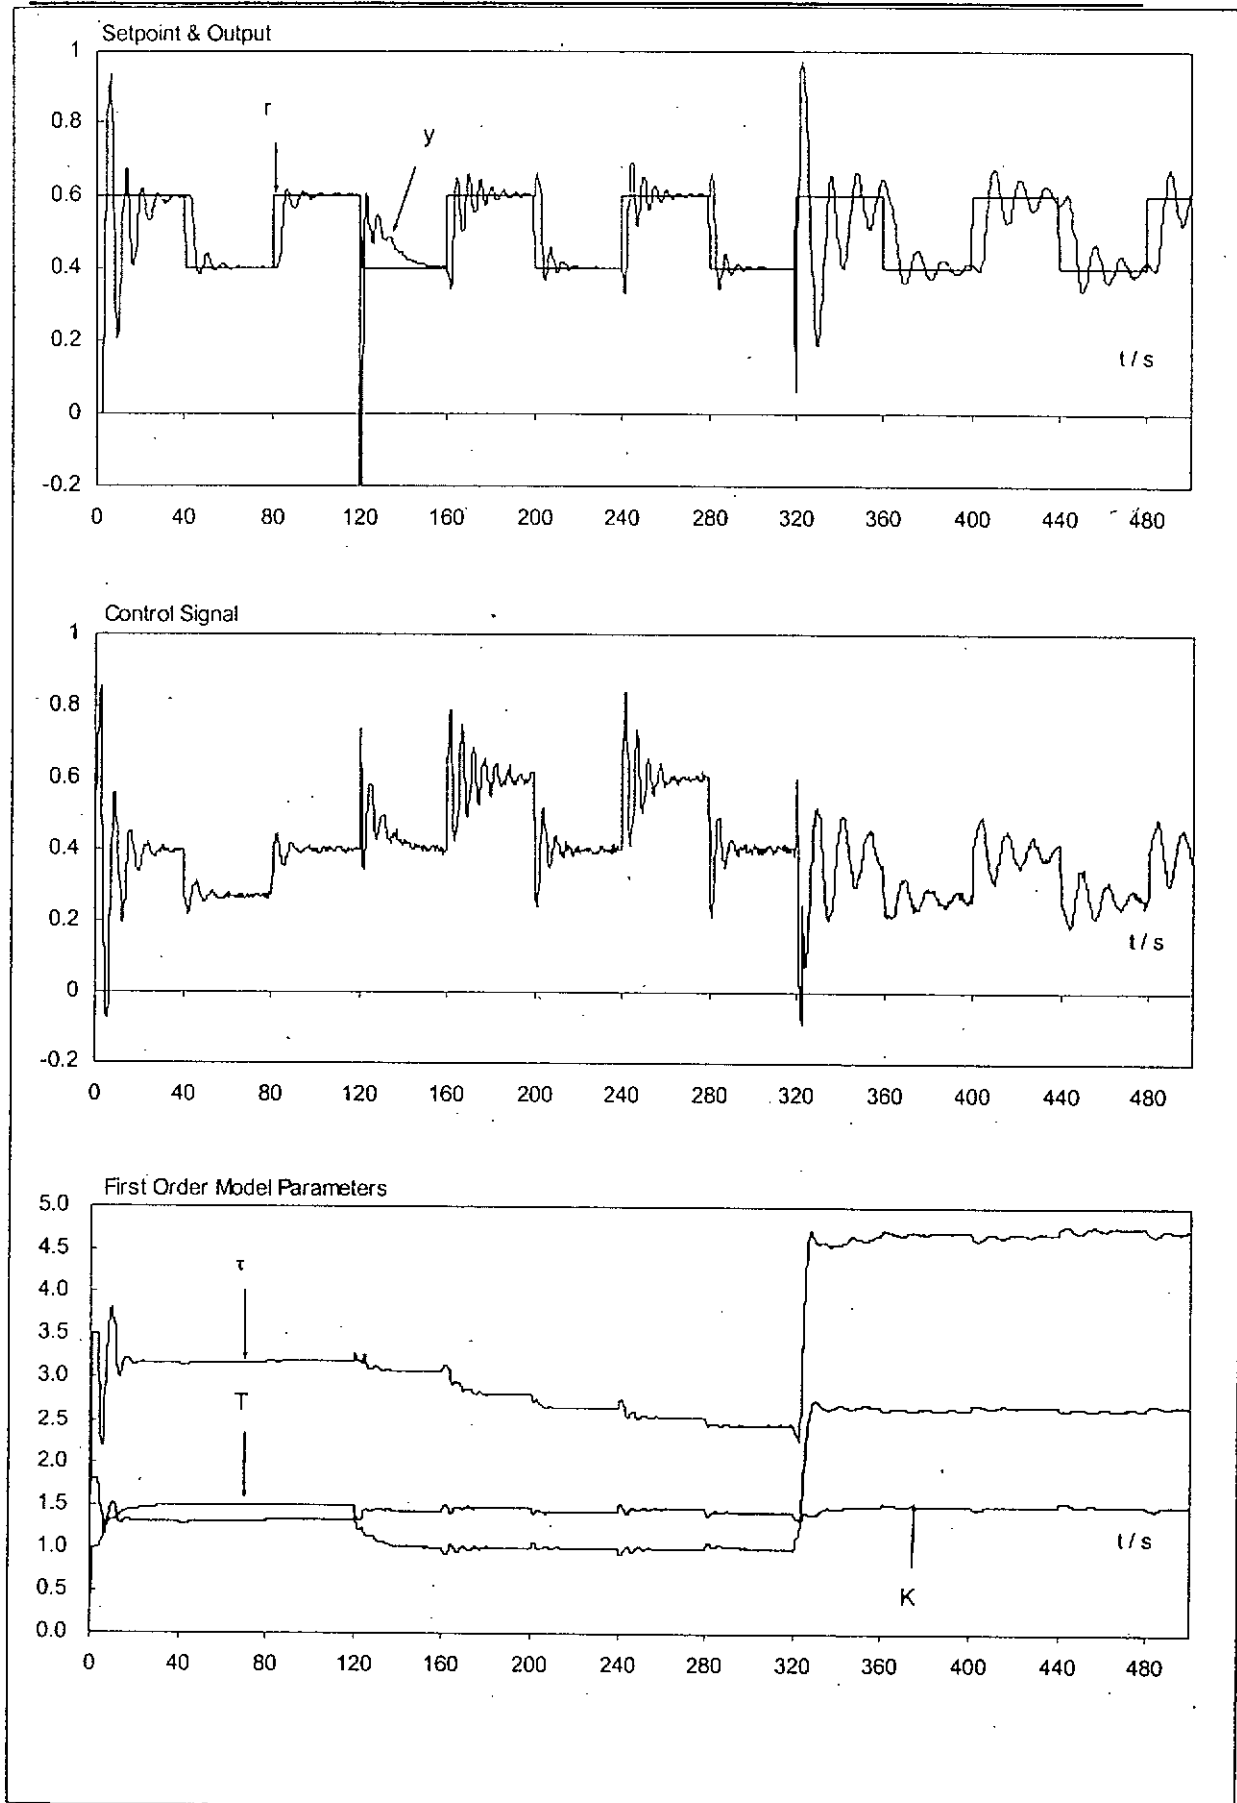 Setpoint & Output
1
0.8
0.6
0.4
0.2
0
-0.2
r
y
t / s
0 40 80 120 160 200 240 280 320 360 400 440 480
Control Signal
1
0.8
0.6
0.4
0.2
0
-0.2
t / s
0 40 80 120 160 200 240 280 320 360 400 440 480
First Order Model Parameters
5.0
4.5
4.0
3.5
3.0
2.5
2.0
1.5
1.0
0.5
0.0
τ
T
K
t / s
0 40 80 120 160 200 240 280 320 360 400 440 480